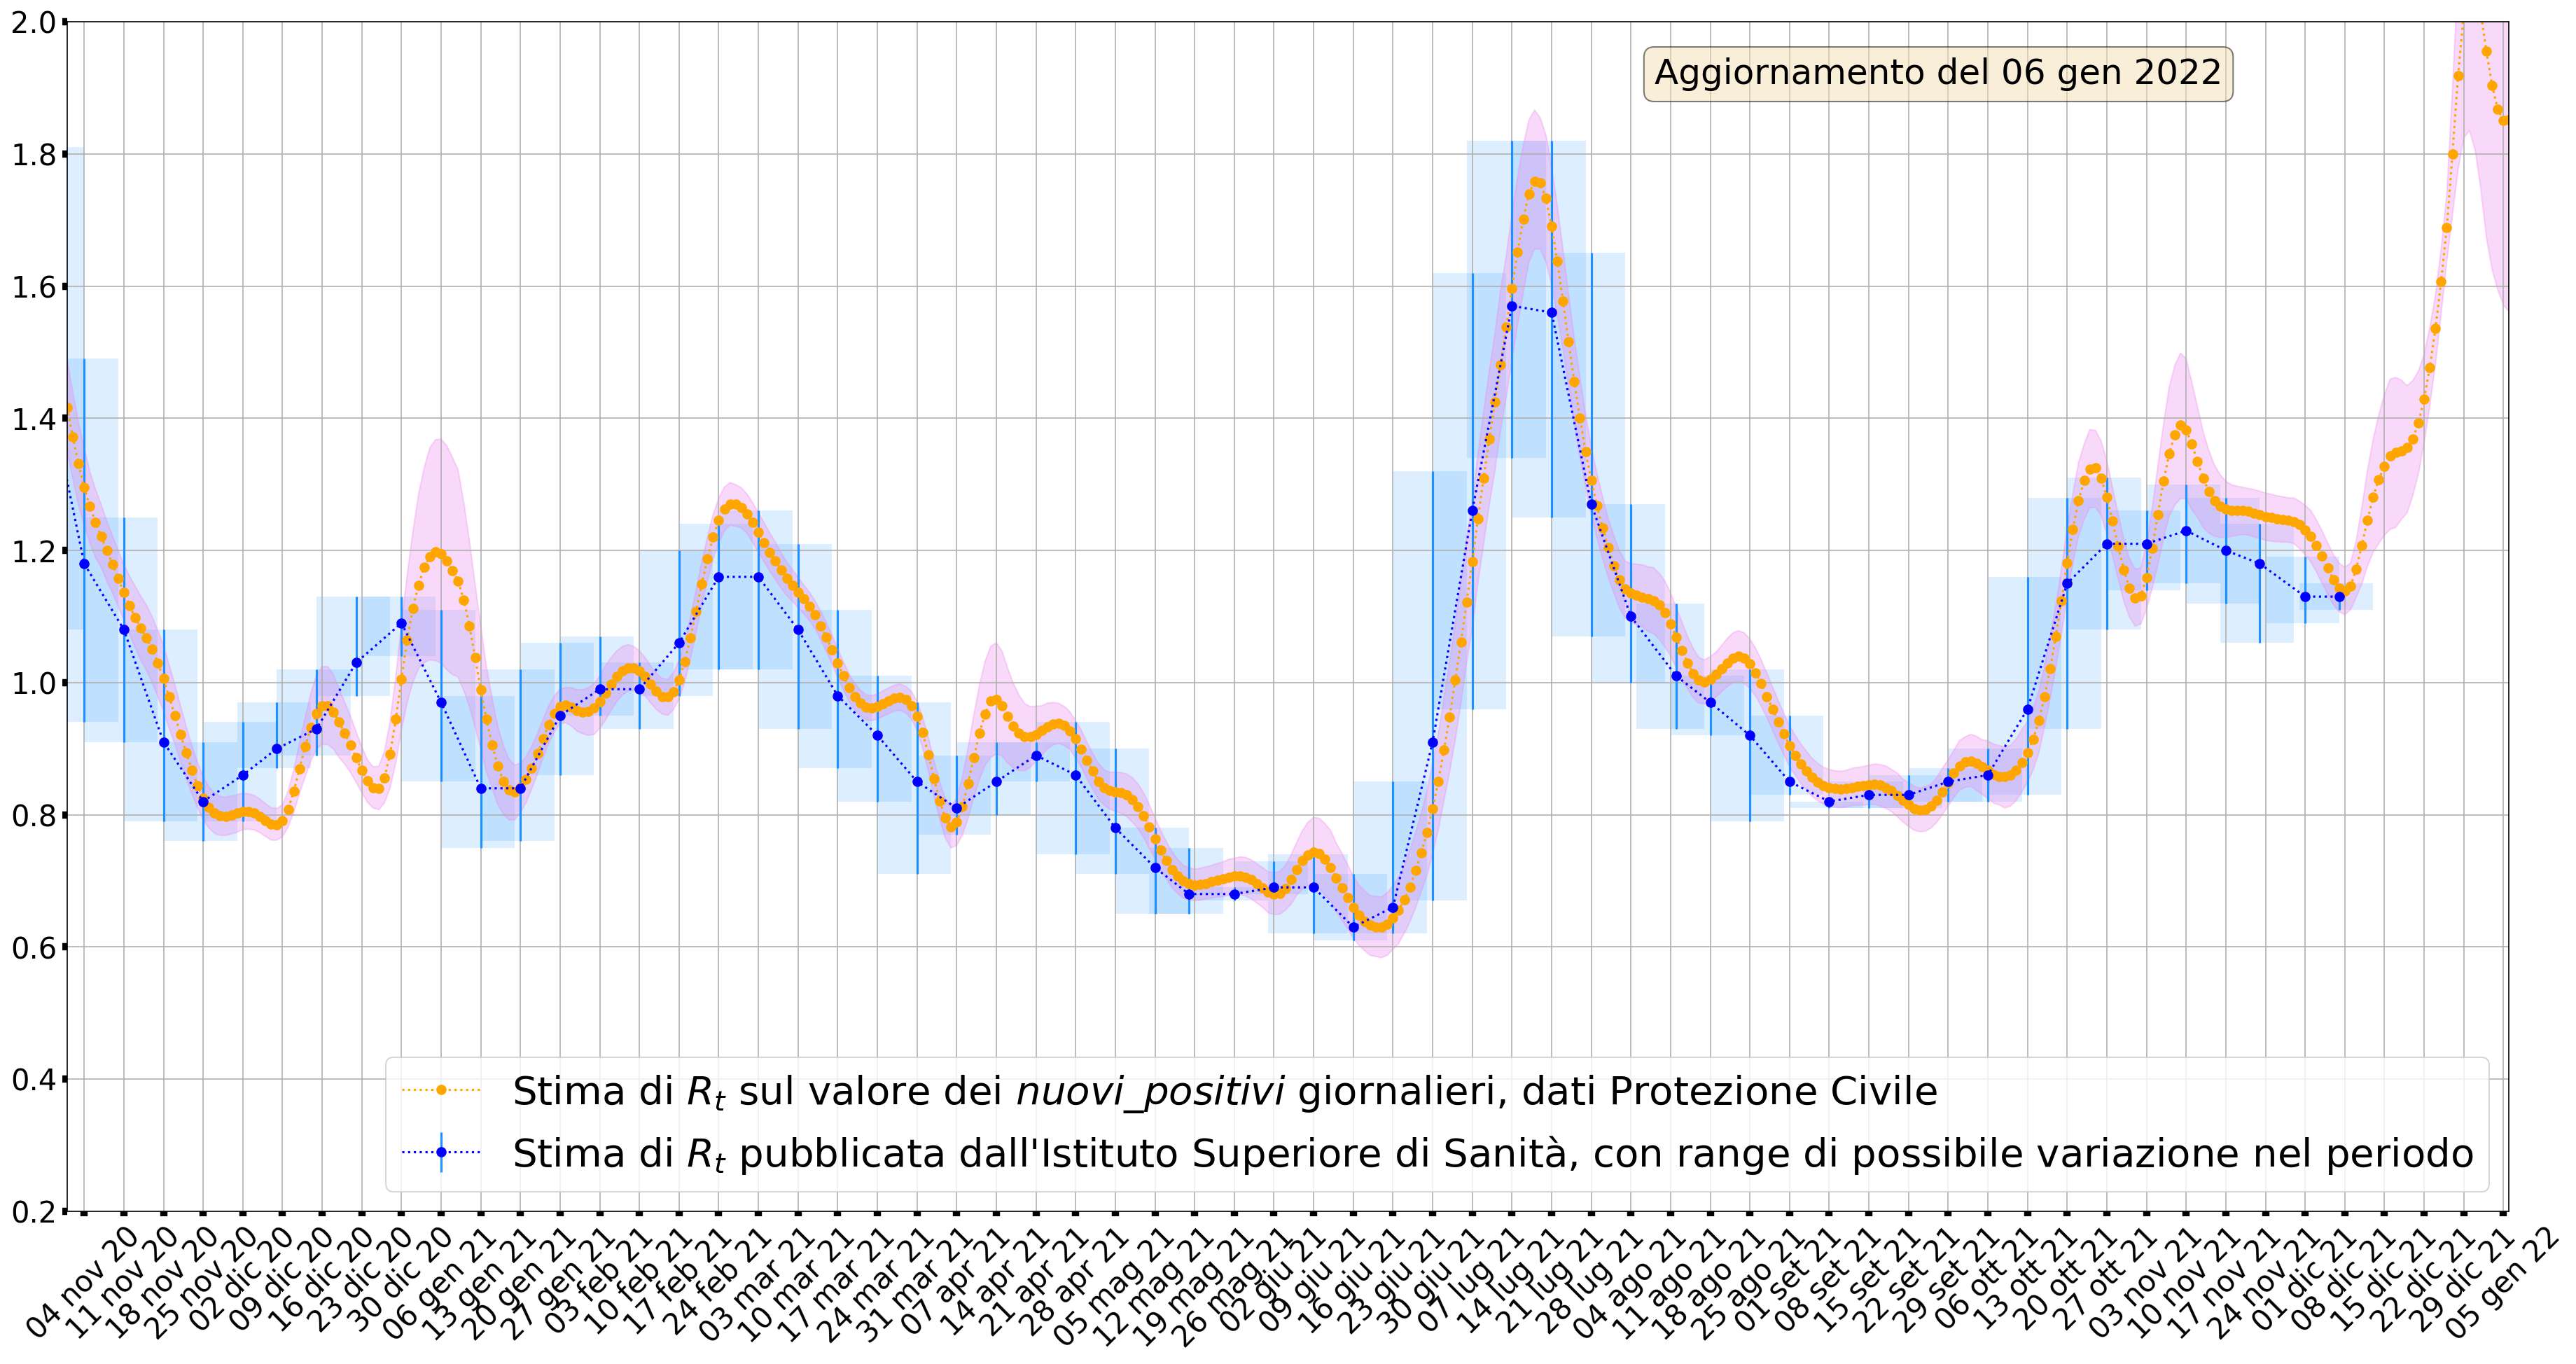 2.0
Aggiornamento del 06 gen 2022
1.8
1.6
1.4
1.2
1.0
0.8
0.6
0.4
Stima di Rt sul valore dei nuovi_positivi giornalieri, dati Protezione Civile
Stima di Rt pubblicata dall'Istituto Superiore di Sanità, con range di possibile variazione nel periodo
0.2
04 nov 20
11 nov 20
18 nov 20
25 nov 20
02 dic 20
09 dic 20
16 dic 20
23 dic 20
30 dic 20
06 gen 21
13 gen 21
20 gen 21
27 gen 21
03 feb 21
10 feb 21
17 feb 21
24 feb 21
03 mar 21
10 mar 21
17 mar 21
24 mar 21
31 mar 21
07 apr 21
14 apr 21
21 apr 21
28 apr 21
05 mag 21
12 mag 21
19 mag 21
26 mag 21
02 giu 21
09 giu 21
16 giu 21
23 giu 21
30 giu 21
07 lug 21
14 lug 21
21 lug 21
28 lug 21
04 ago 21
11 ago 21
18 ago 21
25 ago 21
01 set 21
08 set 21
15 set 21
22 set 21
29 set 21
06 ott 21
13 ott 21
20 ott 21
27 ott 21
03 nov 21
10 nov 21
17 nov 21
24 nov 21
01 dic 21
08 dic 21
15 dic 21
22 dic 21
29 dic 21
05 gen 22